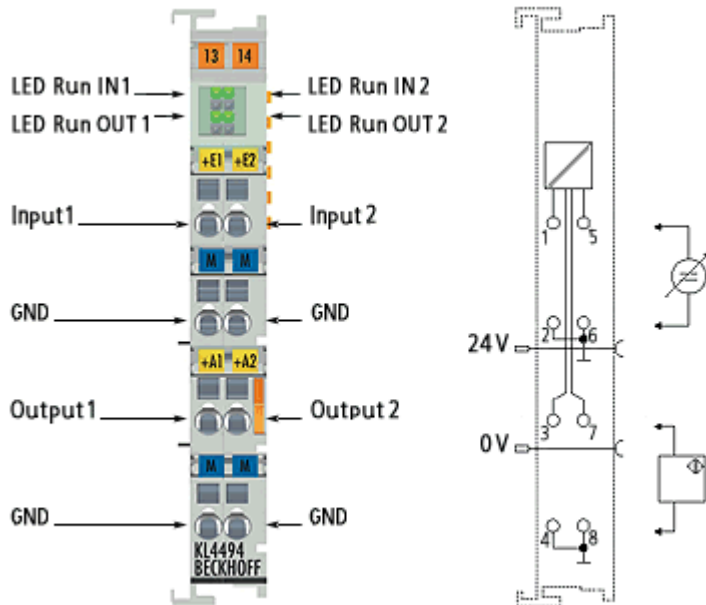 13 14
LED Run IN1
LED Run IN 2
LED Run OUT 1
LED Run OUT 2
+E1 +E2
Input1
Input 2
M M
GND
GND
+A1 +A2
Output1
Output 2
M M
GND
GND
KL4494
BECKHOFF
1
5
2
6
24 V
3
7
0 V
4
8